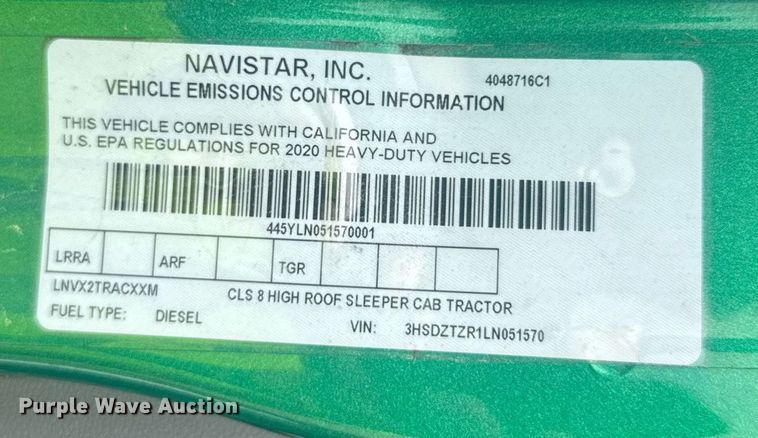 NAVISTAR, INC.
4048716C1
VEHICLE EMISSIONS CONTROL INFORMATION
THIS VEHICLE COMPLIES WITH CALIFORNIA AND
U.S. EPA REGULATIONS FOR 2020 HEAVY-DUTY VEHICLES
445YLN051570001
LRRA ARF TGR
LNVX2TRACXXM CLS 8 HIGH ROOF SLEEPER CAB TRACTOR
FUEL TYPE: DIESEL VIN: 3HSDZTZR1LN051570
Purple Wave Auction